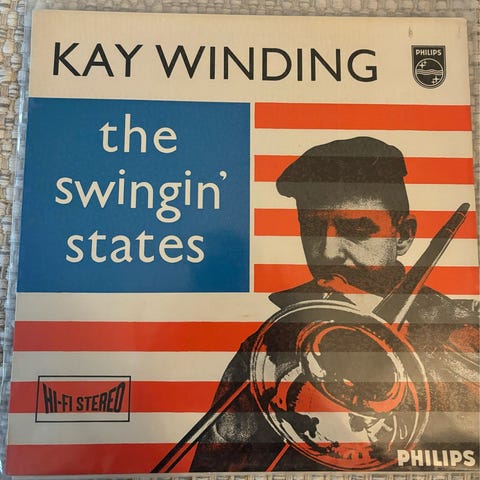 KAY WINDING
PHILIPS
the
swingin'
states
HI-FI STEREO
PHILIPS